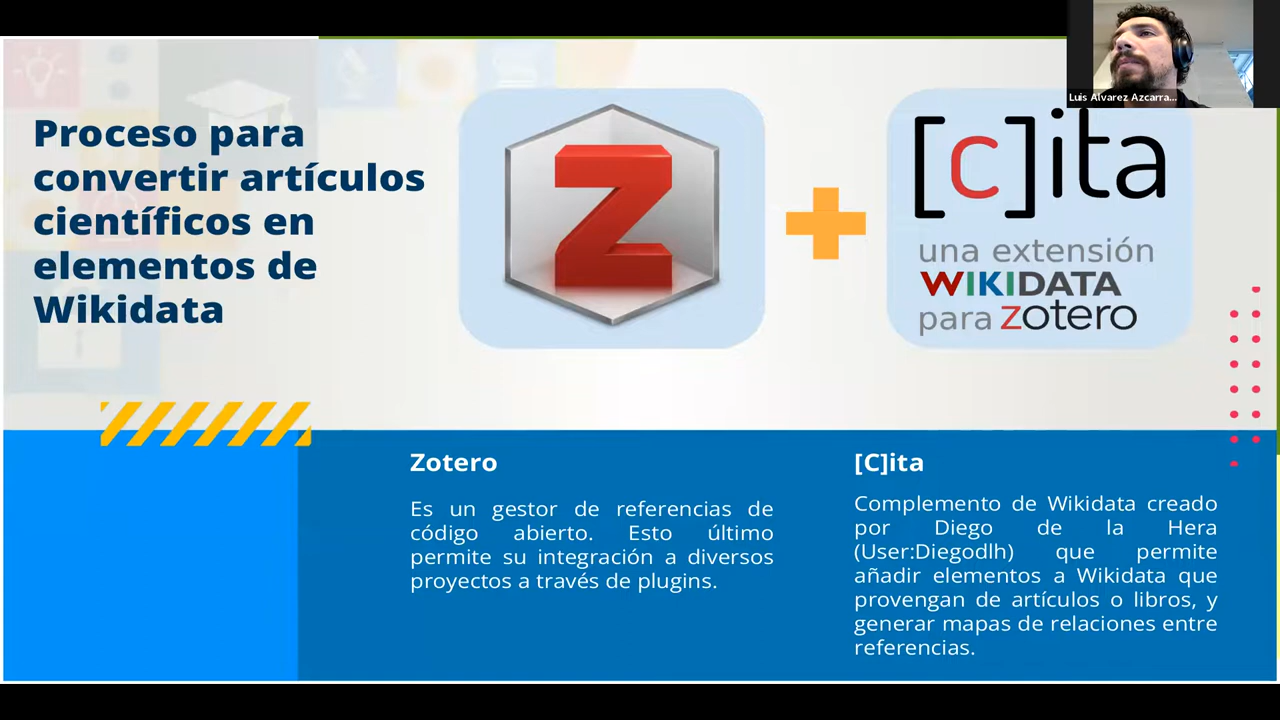 Luis Alvarez Azcarra...
Proceso para
convertir artículos
científicos en
elementos de
Wikidata
Z
[c]ita
una extensión
WIKIDATA
para zotero
Zotero
Es un gestor de referencias de
código abierto. Esto último
permite su integración a diversos
proyectos a través de plugins.
[C]ita
Complemento de Wikidata creado
por Diego de la Hera
(User:Diegodlh) que permite
añadir elementos a Wikidata que
provengan de artículos o libros, y
generar mapas de relaciones entre
referencias.